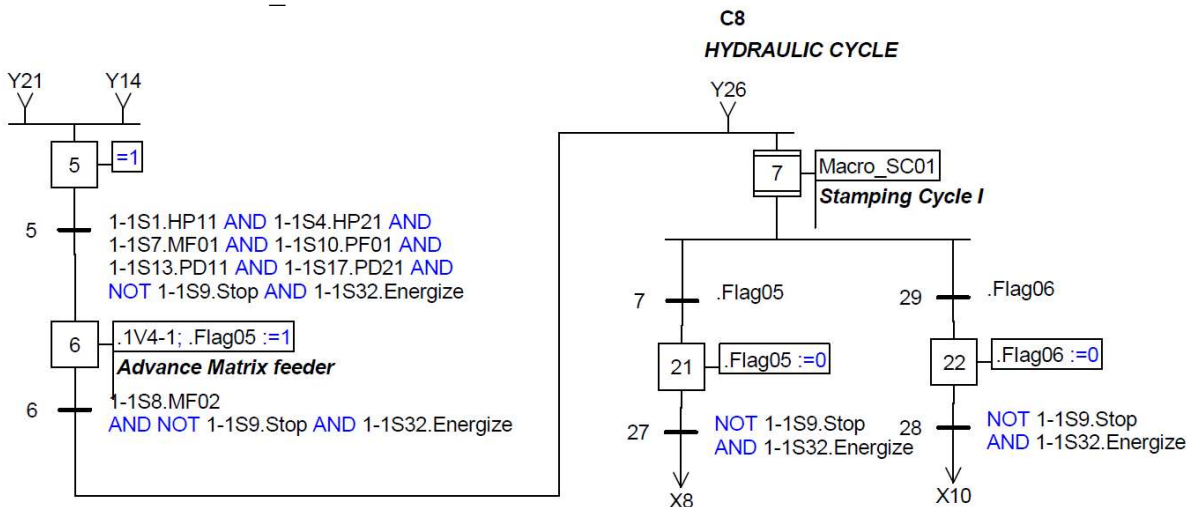 C8
HYDRAULIC CYCLE
Y21 Y14
5 =1
5 1-1S1.HP11 AND 1-1S4.HP21 AND
1-1S7.MF01 AND 1-1S10.PF01 AND
1-1S13.PD11 AND 1-1S17.PD21 AND
NOT 1-1S9.Stop AND 1-1S32.Energize
6 .1V4-1; .Flag05 :=1
Advance Matrix feeder
6 1-1S8.MF02
AND NOT 1-1S9.Stop AND 1-1S32.Energize
Y26
7 Macro_SC01
Stamping Cycle I
7 .Flag05
21 .Flag05 :=0
27 NOT 1-1S9.Stop
AND 1-1S32.Energize
X8
29 .Flag06
22 .Flag06 :=0
28 NOT 1-1S9.Stop
AND 1-1S32.Energize
X10